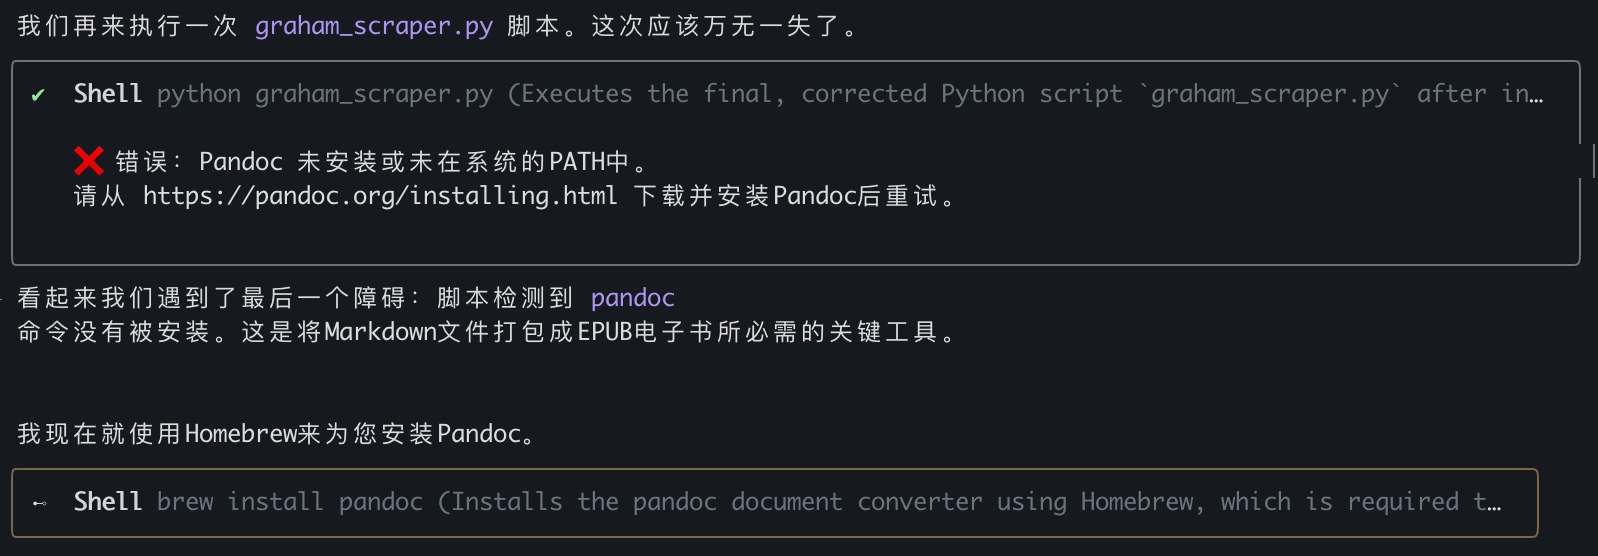 我们再来执行一次 graham_scraper.py 脚本。这次应该万无一失了。
✔ Shell python graham_scraper.py (Executes the final, corrected Python script `graham_scraper.py` after in…
❌ 错误：Pandoc 未安装或未在系统的PATH中。
请从 https://pandoc.org/installing.html 下载并安装Pandoc后重试。
看起来我们遇到了最后一个障碍：脚本检测到 pandoc
命令没有被安装。这是将Markdown文件打包成EPUB电子书所必需的关键工具。
我现在就使用Homebrew来为您安装Pandoc。
Shell brew install pandoc (Installs the pandoc document converter using Homebrew, which is required t…